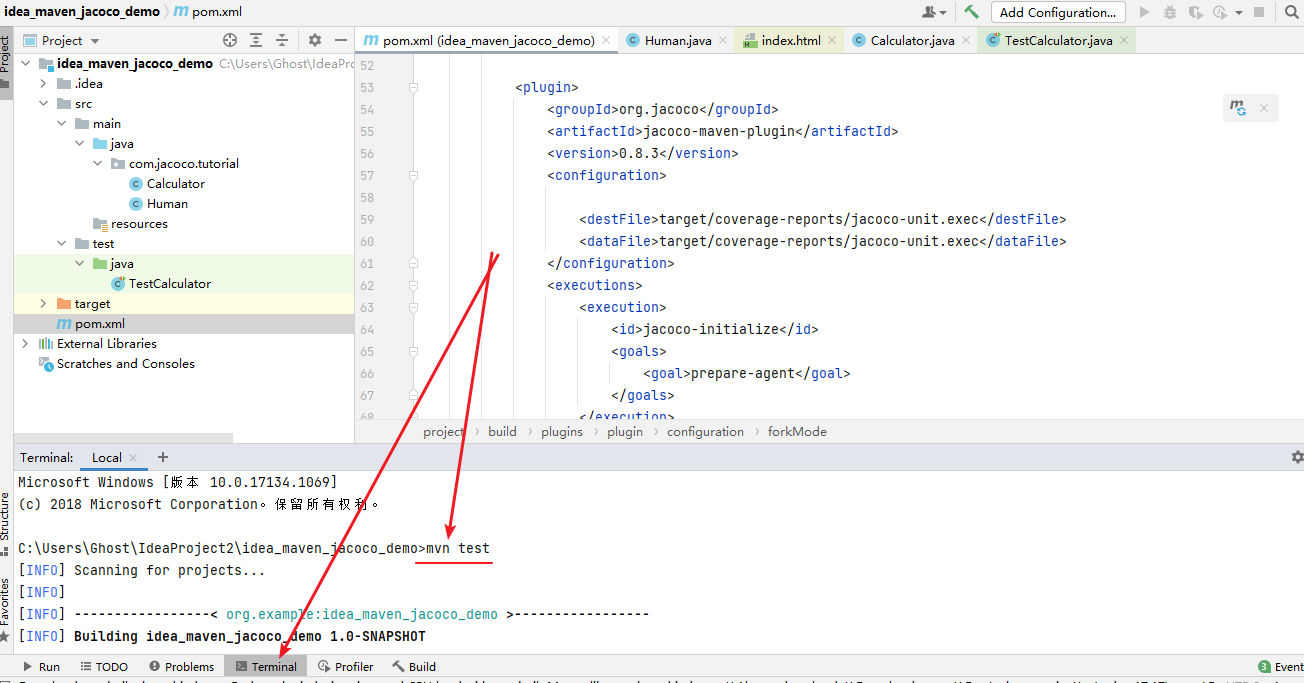 idea_maven_jacoco_demo pom.xml
Add Configuration...
Project
Project
pom.xml (idea_maven_jacoco_demo)
Human.java
index.html
Calculator.java
TestCalculator.java
idea_maven_jacoco_demo C:\Users\Ghost\IdeaPro
.idea
src
main
java
com.jacoco.tutorial
Calculator
Human
resources
test
java
TestCalculator
target
pom.xml
External Libraries
Scratches and Consoles
52
53 <plugin>
54 <groupId>org.jacoco</groupId>
55 <artifactId>jacoco-maven-plugin</artifactId>
56 <version>0.8.3</version>
57 <configuration>
58
59 <destFile>target/coverage-reports/jacoco-unit.exec</destFile>
60 <dataFile>target/coverage-reports/jacoco-unit.exec</dataFile>
61 </configuration>
62 <executions>
63 <execution>
64 <id>jacoco-initialize</id>
65 <goals>
66 <goal>prepare-agent</goal>
67 </goals>
68 </execution>
project › build › plugins › plugin › configuration › forkMode
Terminal: Local
Microsoft Windows [版本 10.0.17134.1069]
(c) 2018 Microsoft Corporation。保留所有权利。
C:\Users\Ghost\IdeaProject2\idea_maven_jacoco_demo>mvn test
[INFO] Scanning for projects...
[INFO]
[INFO] ----------------< org.example:idea_maven_jacoco_demo >-----------------
[INFO] Building idea_maven_jacoco_demo 1.0-SNAPSHOT
Structure
Favorites
Run TODO Problems Terminal Profiler Build 3 Event